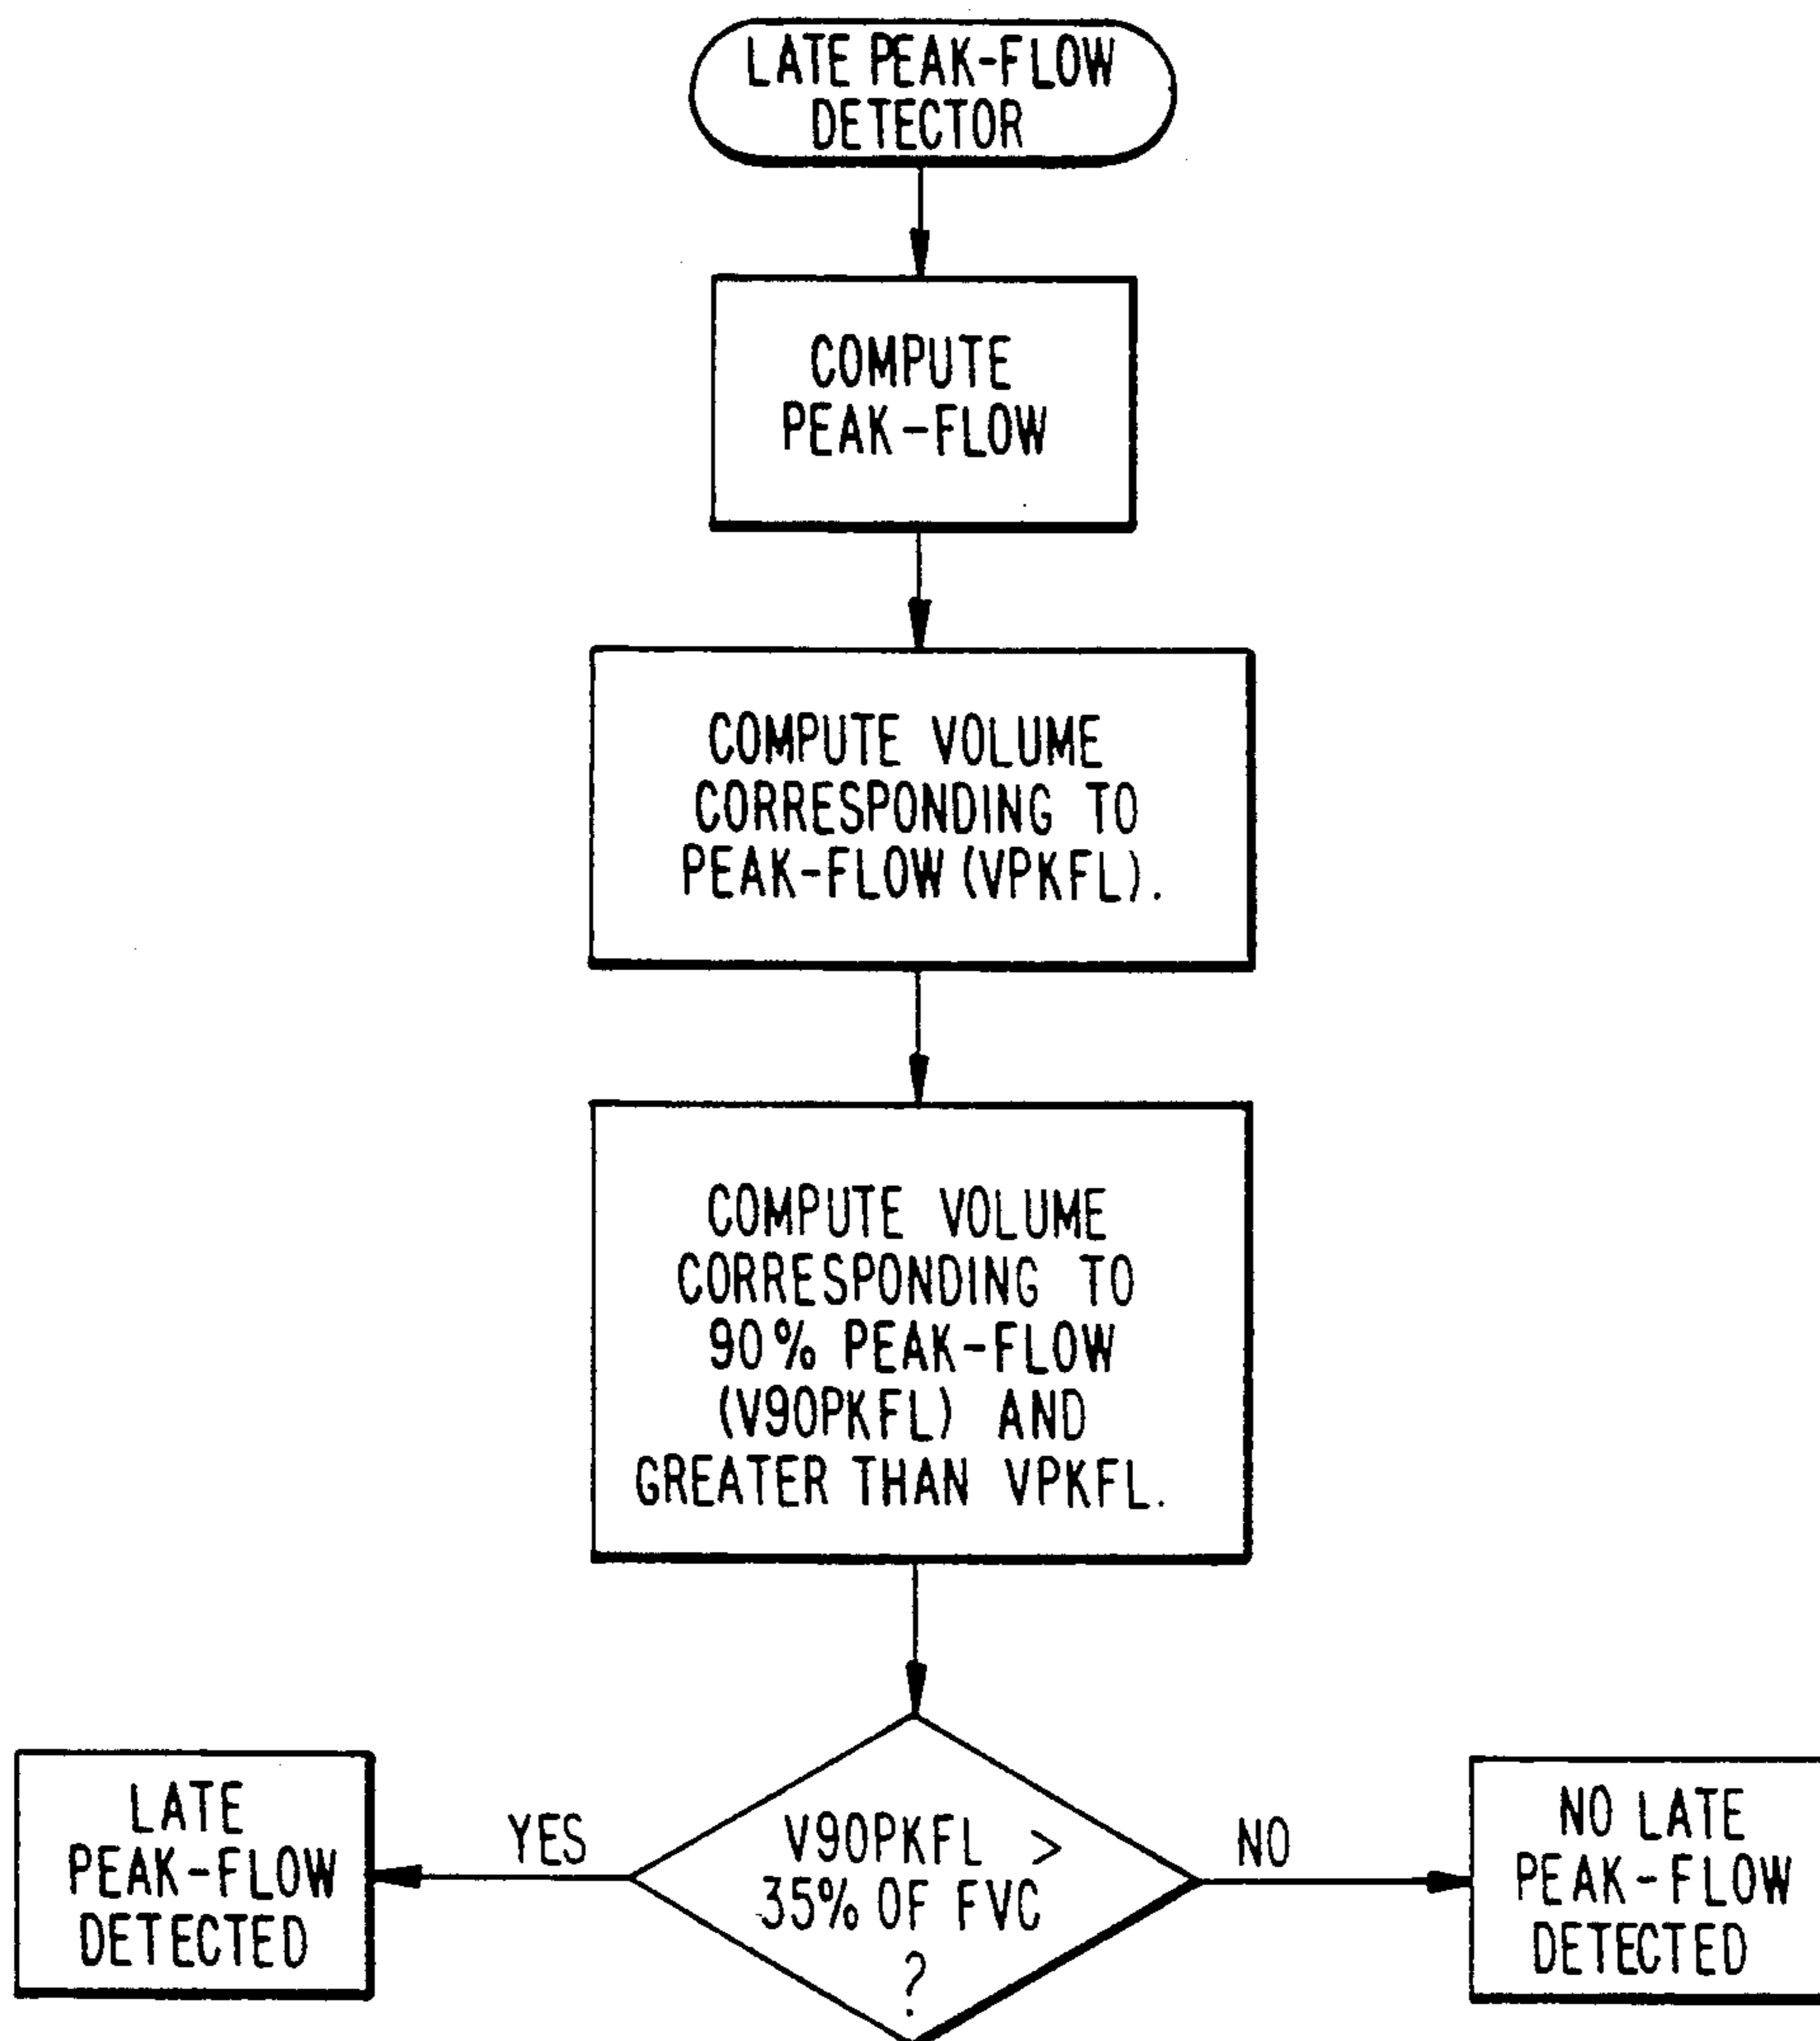 LATE PEAK-FLOW
DETECTOR
COMPUTE
PEAK-FLOW
COMPUTE VOLUME
CORRESPONDING TO
PEAK-FLOW (VPKFL).
COMPUTE VOLUME
CORRESPONDING TO
90% PEAK-FLOW
(V90PKFL) AND
GREATER THAN VPKFL.
LATE
PEAK-FLOW
DETECTED
YES
V90PKFL >
35% OF FVC
?
NO
NO LATE
PEAK-FLOW
DETECTED